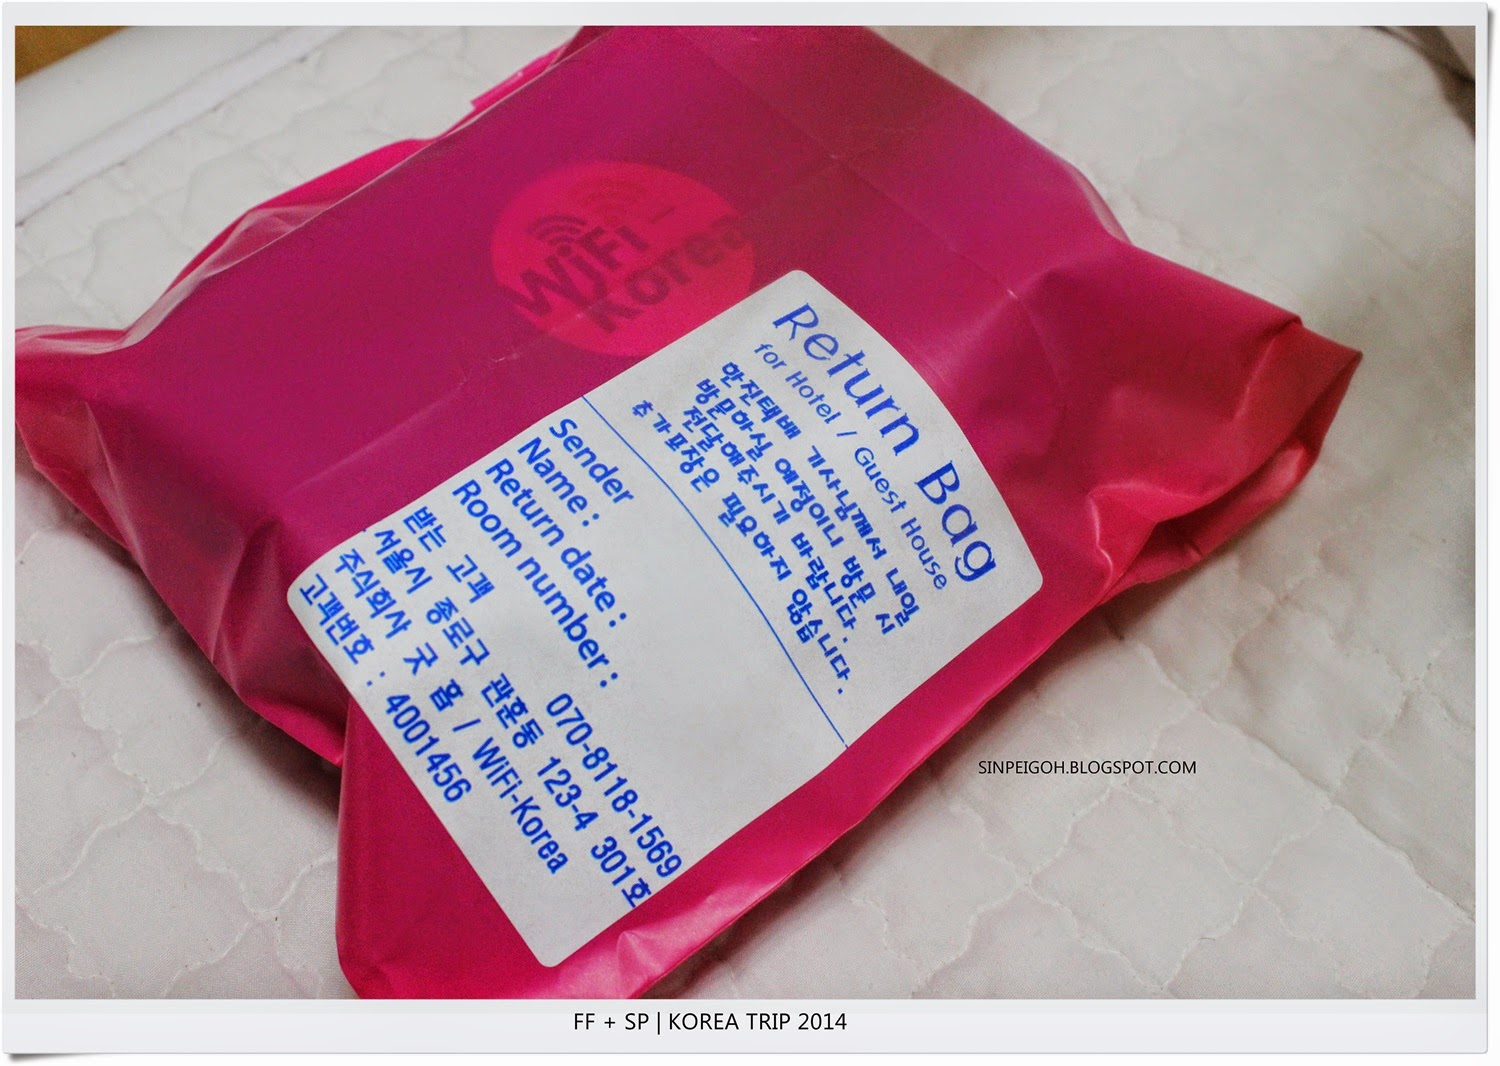 WiFi
Korea
Return Bag
for Hotel / Guest House
한진택배 기사님께서 내일
방문하실 예정이니 방문 시
전달해주시기 바랍니다.
추가포장은 필요하지 않습니다.
Sender
Name :
Return date :
Room number :
받는 고객 070-8118-1569
서울시 종로구 관훈동 123-4 301호
주식회사 굿 홈 / WiFi-Korea
고객번호 : 4001456
SINPEIGOH.BLOGSPOT.COM
FF + SP | KOREA TRIP 2014